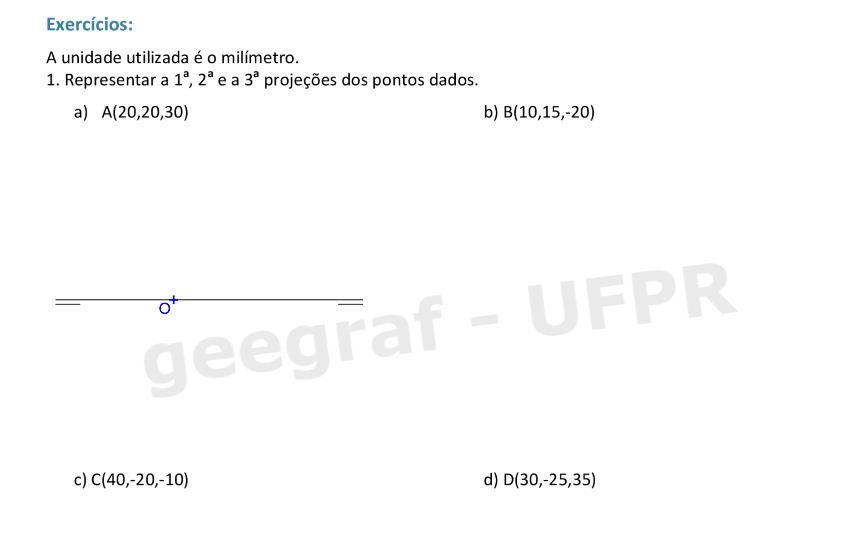 Exercícios:
A unidade utilizada é o milímetro.
1. Representar a 1ª, 2ª e a 3ª projeções dos pontos dados.
a) A(20,20,30)
b) B(10,15,-20)
O
geegraf - UFPR
c) C(40,-20,-10)
d) D(30,-25,35)